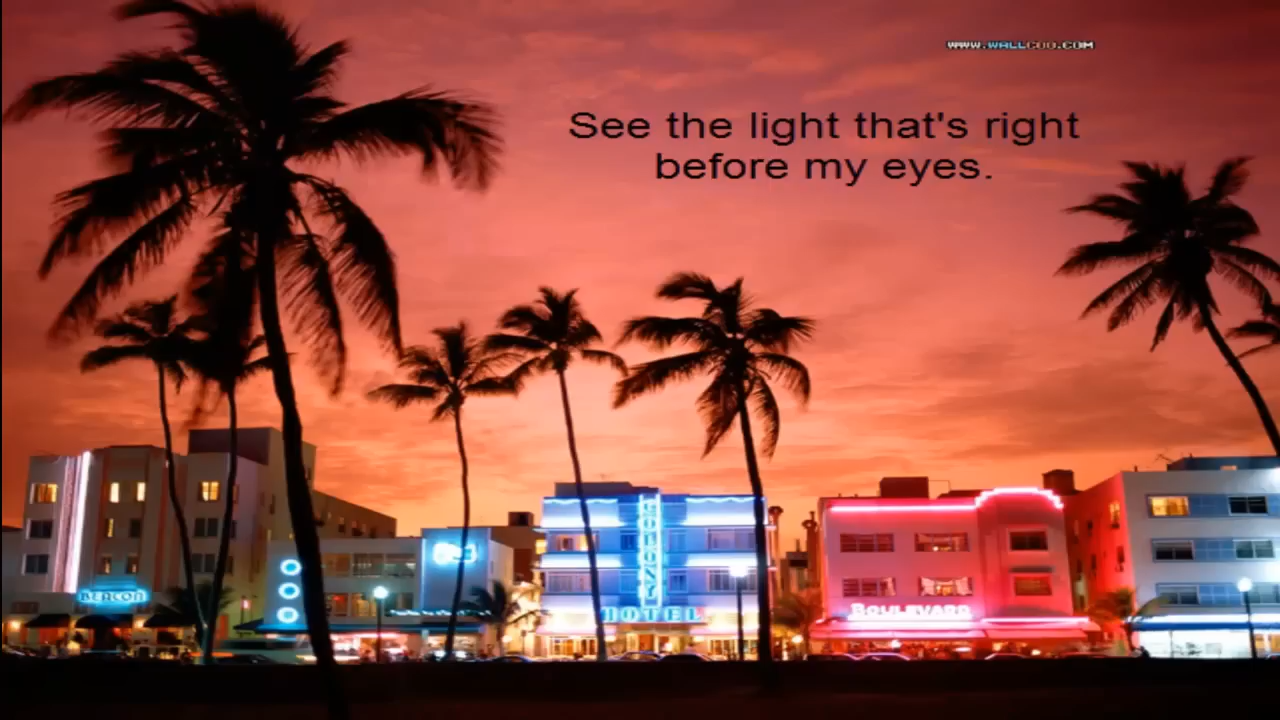 WWW.WALLCOO.COM
See the light that's right
before my eyes.
BEACON
COLONY
HOTEL
BOULEVARD